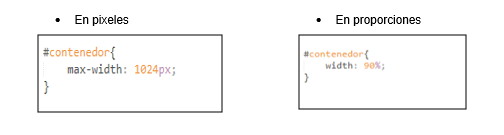 • En pixeles
#contenedor{
max-width: 1024px;
}
• En proporciones
#contenedor{
width: 90%;
}